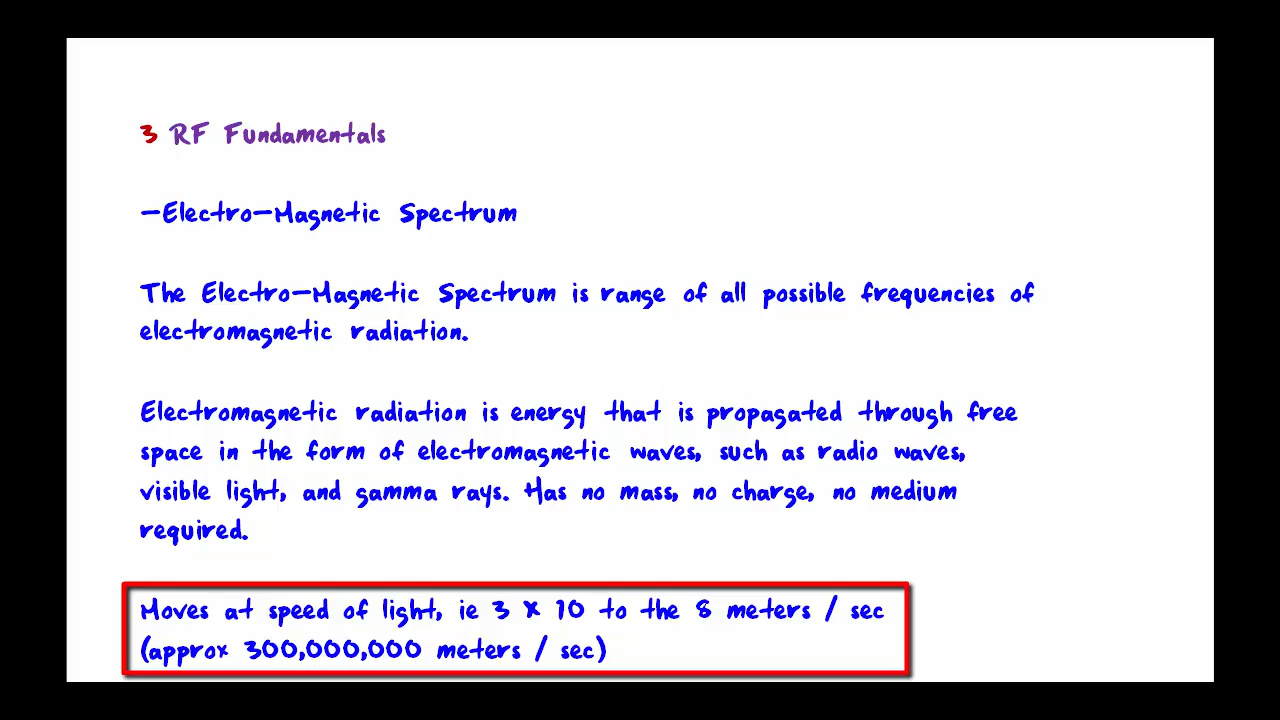 3 RF Fundamentals
-Electro-Magnetic Spectrum
The Electro-Magnetic Spectrum is range of all possible frequencies of
electromagnetic radiation.
Electromagnetic radiation is energy that is propagated through free
space in the form of electromagnetic waves, such as radio waves,
visible light, and gamma rays. Has no mass, no charge, no medium
required.
Moves at speed of light, ie 3 X 10 to the 8 meters / sec
(approx 300,000,000 meters / sec)